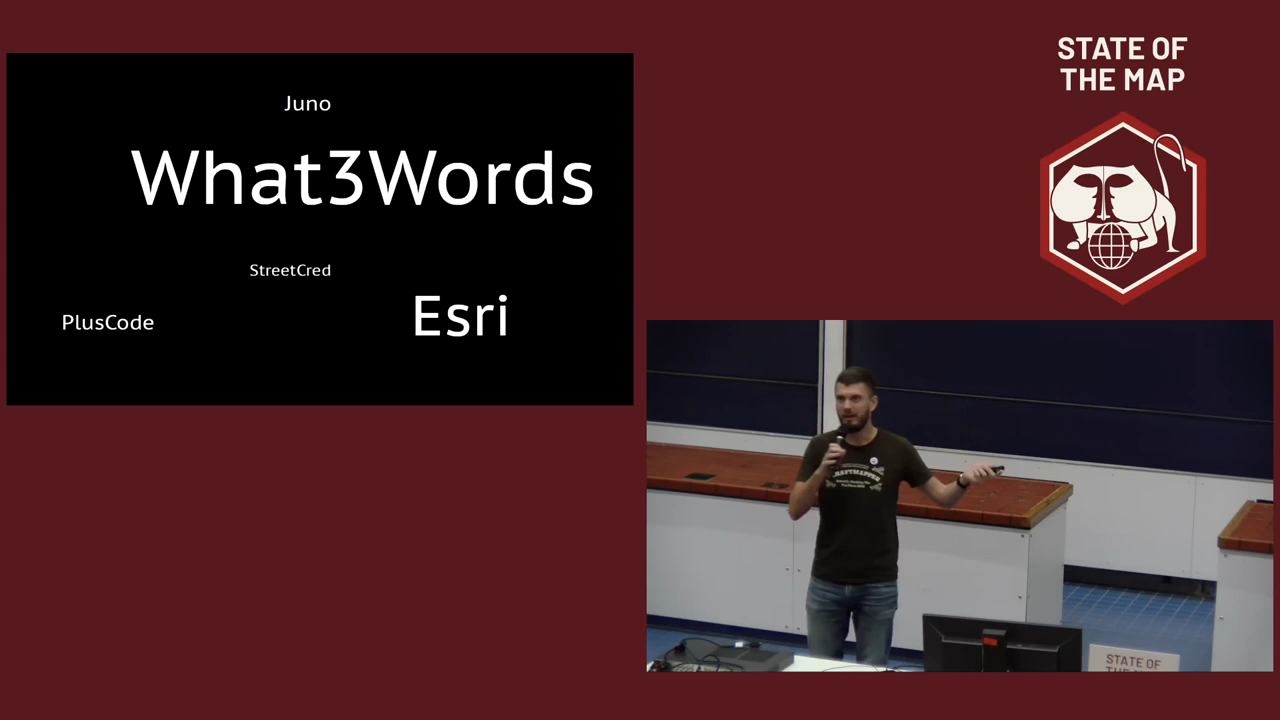 Juno
What3Words
StreetCred
PlusCode
Esri
STATE OF
THE MAP
STATE OF